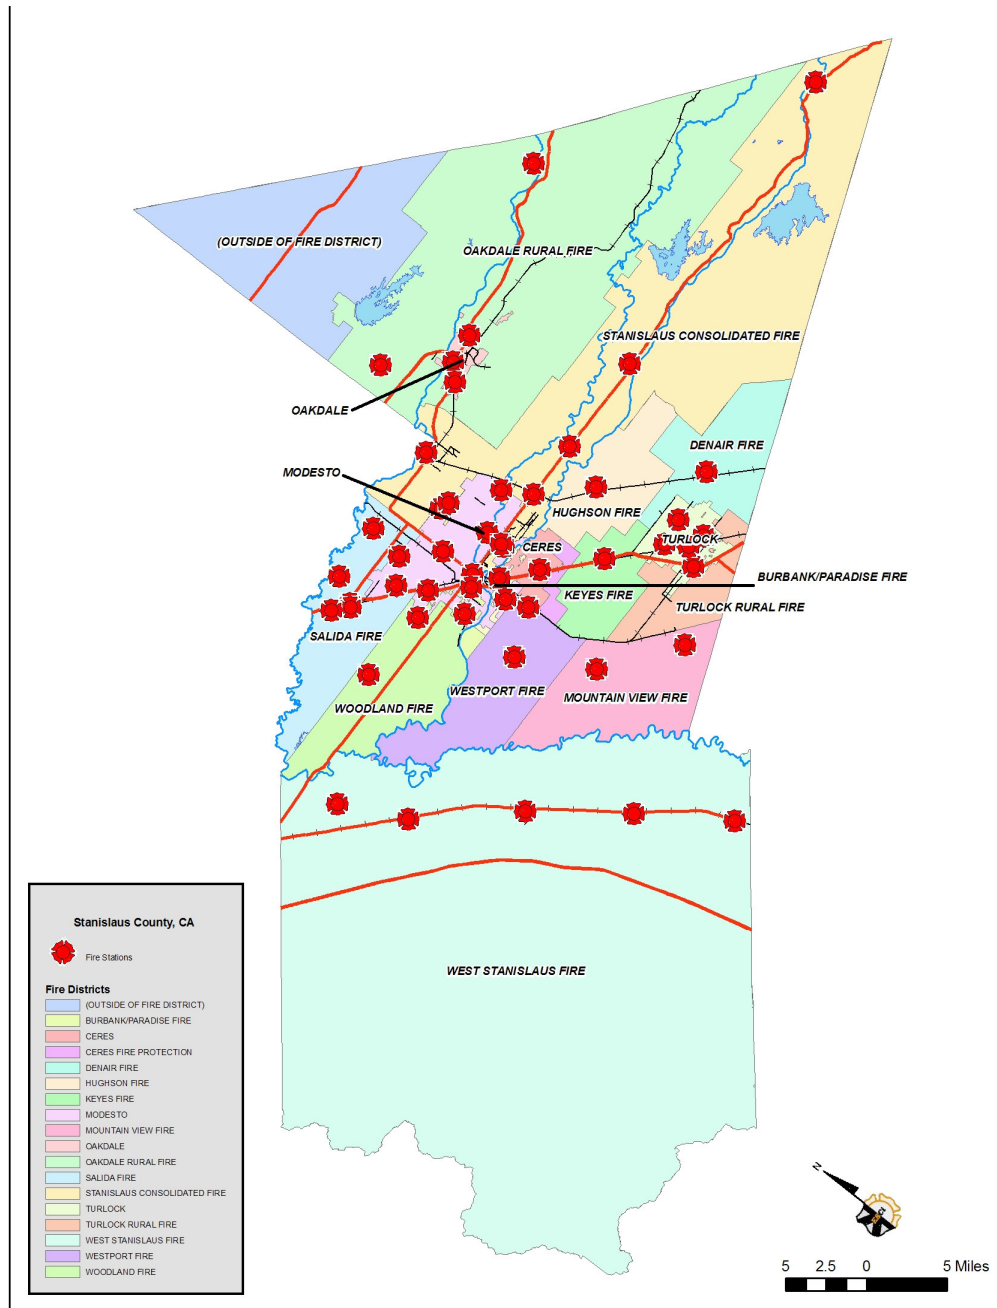 (OUTSIDE OF FIRE DISTRICT)
OAKDALE RURAL FIRE
STANISLAUS CONSOLIDATED FIRE
OAKDALE
DENAIR FIRE
MODESTO
HUGHSON FIRE
TURLOCK
CERES
BURBANK/PARADISE FIRE
KEYES FIRE
TURLOCK RURAL FIRE
SALIDA FIRE
WESTPORT FIRE
MOUNTAIN VIEW FIRE
WOODLAND FIRE
WEST STANISLAUS FIRE
Stanislaus County, CA
Fire Stations
Fire Districts
(OUTSIDE OF FIRE DISTRICT)
BURBANK/PARADISE FIRE
CERES
CERES FIRE PROTECTION
DENAIR FIRE
HUGHSON FIRE
KEYES FIRE
MODESTO
MOUNTAIN VIEW FIRE
OAKDALE
OAKDALE RURAL FIRE
SALIDA FIRE
STANISLAUS CONSOLIDATED FIRE
TURLOCK
TURLOCK RURAL FIRE
WEST STANISLAUS FIRE
WESTPORT FIRE
WOODLAND FIRE
N
5 2.5 0 5 Miles